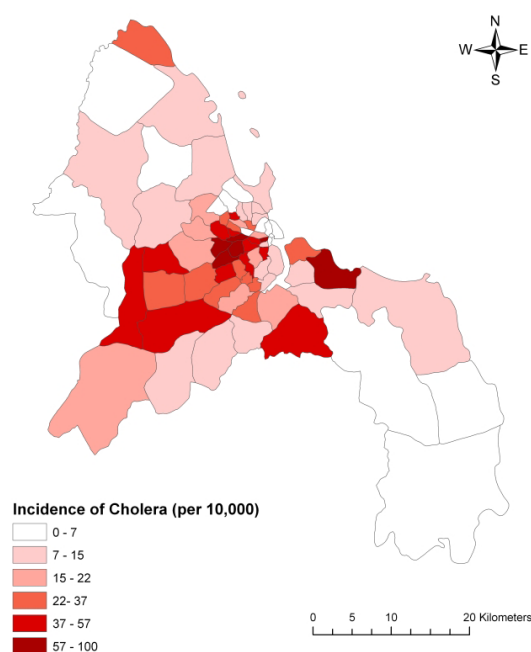 N
W E
S
Incidence of Cholera (per 10,000)
0 - 7
7 - 15
15 - 22
22- 37
37 - 57
57 - 100
0 5 10 20 Kilometers